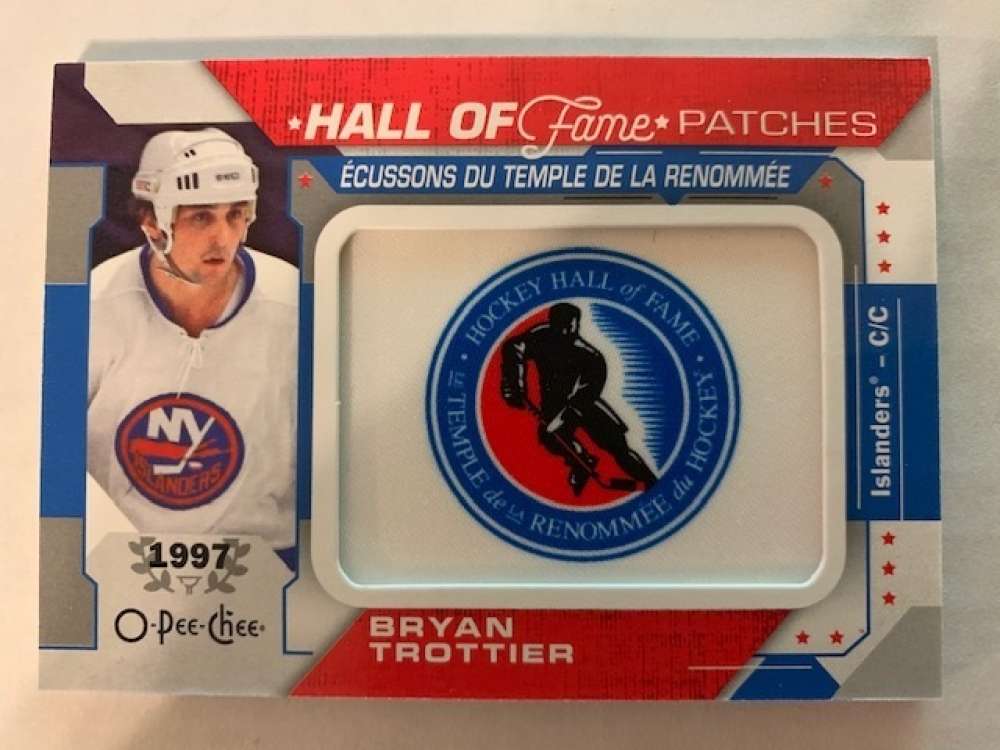 HALL OF Fame PATCHES
ÉCUSSONS DU TEMPLE DE LA RENOMMÉE
HOCKEY HALL of FAME
LE TEMPLE de LA RENOMMÉE du HOCKEY
NY
ISLANDERS
Islanders® - C/C
1997
O-Pee-Chee®
BRYAN
TROTTIER